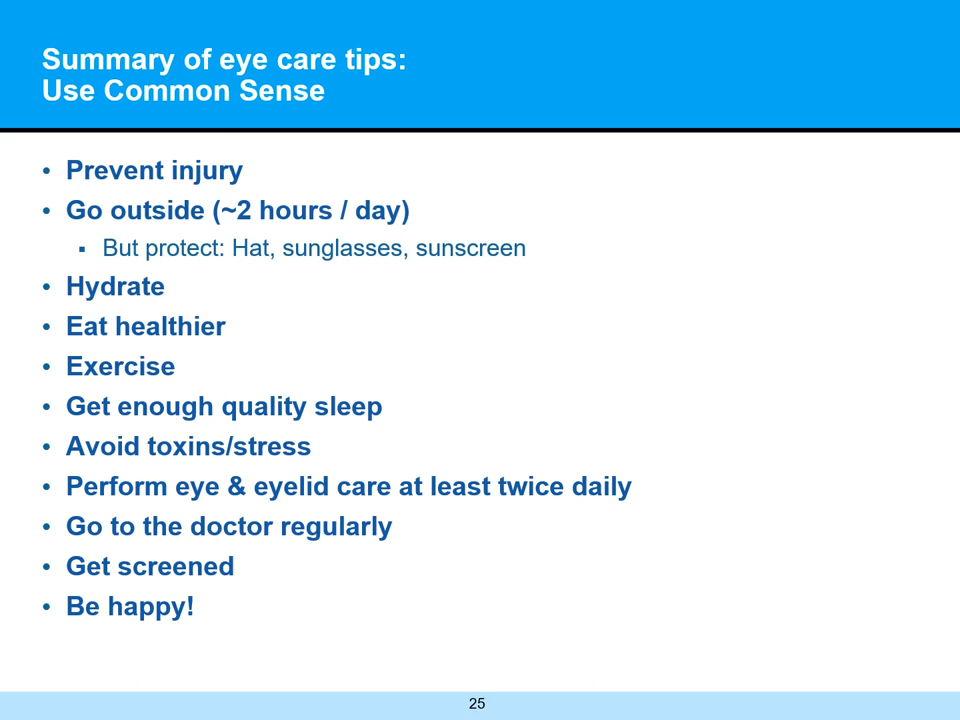 Summary of eye care tips:
Use Common Sense
• Prevent injury
• Go outside (~2 hours / day)
▪ But protect: Hat, sunglasses, sunscreen
• Hydrate
• Eat healthier
• Exercise
• Get enough quality sleep
• Avoid toxins/stress
• Perform eye & eyelid care at least twice daily
• Go to the doctor regularly
• Get screened
• Be happy!
25